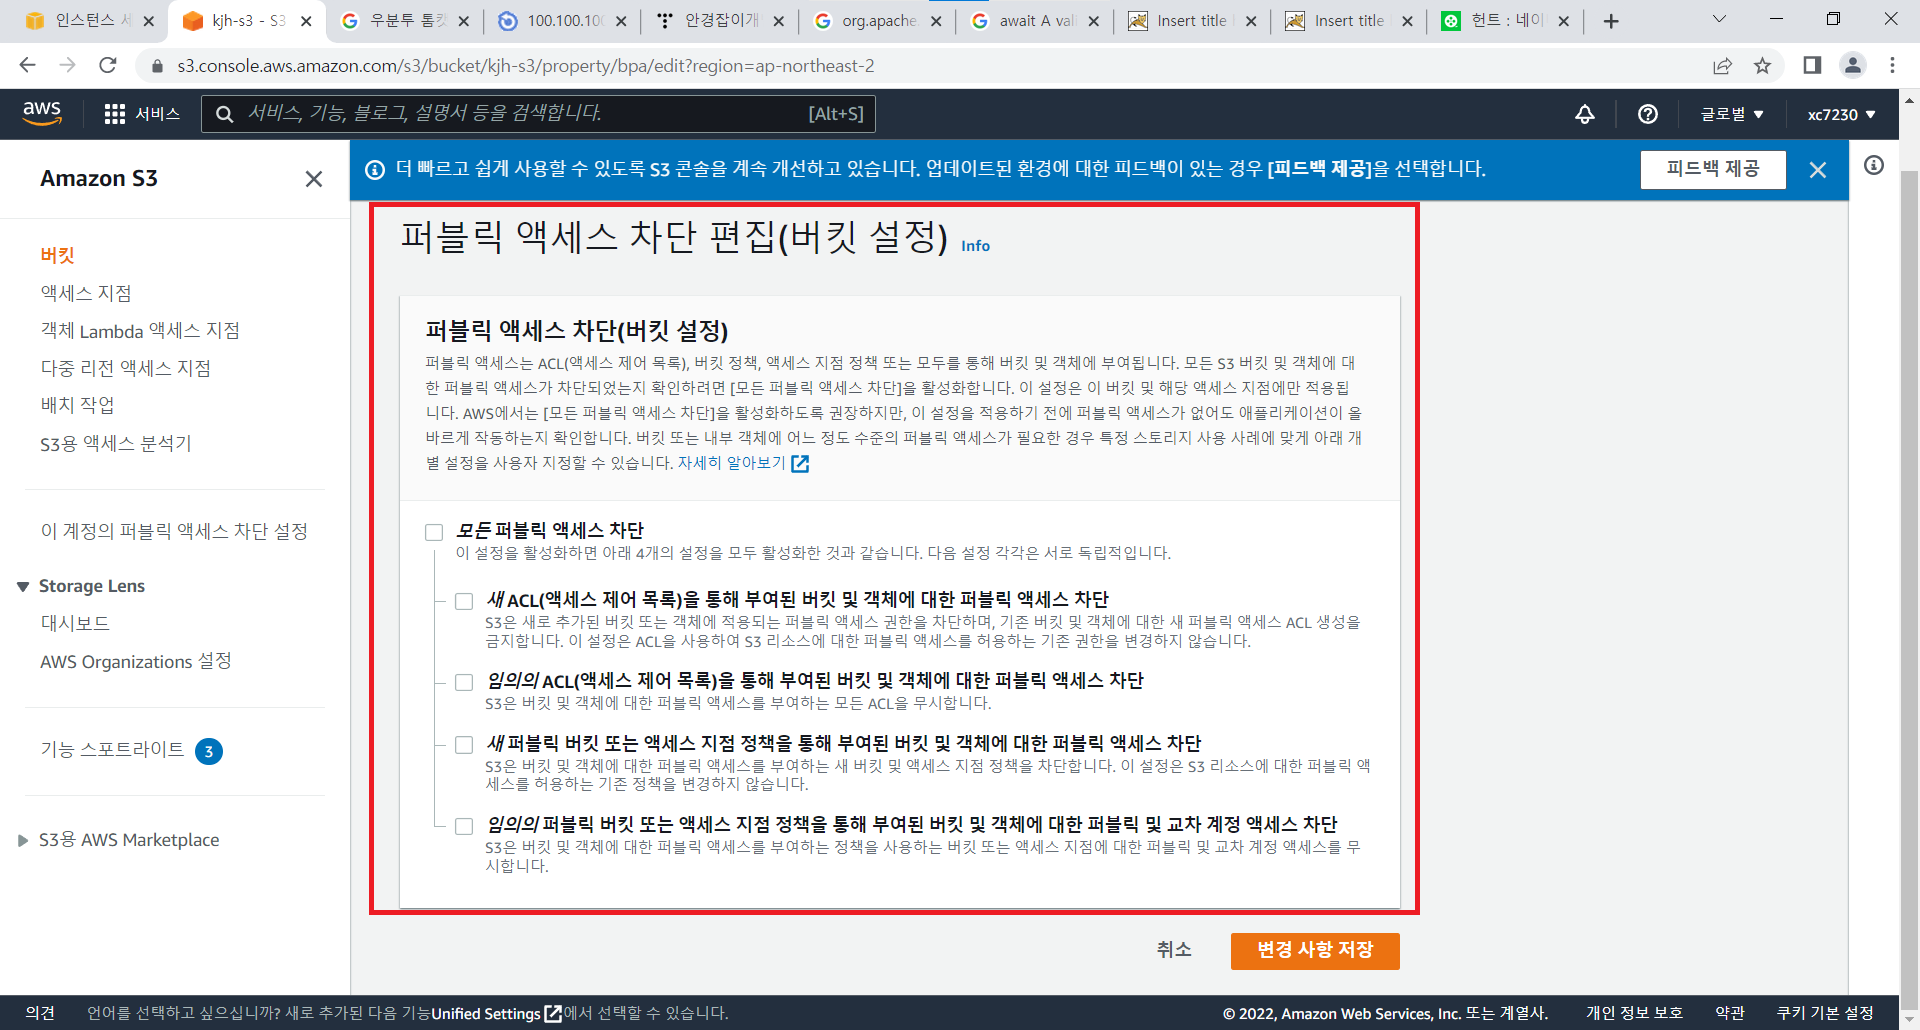 인스턴스 세
kjh-s3 - S3
우분투 톰캣
100.100.100
안경잡이개
org.apache.
await A val
Insert title
Insert title
헌트 : 네이
s3.console.aws.amazon.com/s3/bucket/kjh-s3/property/bpa/edit?region=ap-northeast-2
aws
서비스
서비스, 기능, 블로그, 설명서 등을 검색합니다.
[Alt+S]
글로벌 ▼
xc7230 ▼
Amazon S3
더 빠르고 쉽게 사용할 수 있도록 S3 콘솔을 계속 개선하고 있습니다. 업데이트된 환경에 대한 피드백이 있는 경우 [피드백 제공]을 선택합니다.
피드백 제공
버킷
액세스 지점
객체 Lambda 액세스 지점
다중 리전 액세스 지점
배치 작업
S3용 액세스 분석기
이 계정의 퍼블릭 액세스 차단 설정
Storage Lens
대시보드
AWS Organizations 설정
기능 스포트라이트 3
S3용 AWS Marketplace
퍼블릭 액세스 차단 편집(버킷 설정) Info
퍼블릭 액세스 차단(버킷 설정)
퍼블릭 액세스는 ACL(액세스 제어 목록), 버킷 정책, 액세스 지점 정책 또는 모두를 통해 버킷 및 객체에 부여됩니다. 모든 S3 버킷 및 객체에 대
한 퍼블릭 액세스가 차단되었는지 확인하려면 [모든 퍼블릭 액세스 차단]을 활성화합니다. 이 설정은 이 버킷 및 해당 액세스 지점에만 적용됩
니다. AWS에서는 [모든 퍼블릭 액세스 차단]을 활성화하도록 권장하지만, 이 설정을 적용하기 전에 퍼블릭 액세스가 없어도 애플리케이션이 올
바르게 작동하는지 확인합니다. 버킷 또는 내부 객체에 어느 정도 수준의 퍼블릭 액세스가 필요한 경우 특정 스토리지 사용 사례에 맞게 아래 개
별 설정을 사용자 지정할 수 있습니다. 자세히 알아보기
모든 퍼블릭 액세스 차단
이 설정을 활성화하면 아래 4개의 설정을 모두 활성화한 것과 같습니다. 다음 설정 각각은 서로 독립적입니다.
새 ACL(액세스 제어 목록)을 통해 부여된 버킷 및 객체에 대한 퍼블릭 액세스 차단
S3은 새로 추가된 버킷 또는 객체에 적용되는 퍼블릭 액세스 권한을 차단하며, 기존 버킷 및 객체에 대한 새 퍼블릭 액세스 ACL 생성을
금지합니다. 이 설정은 ACL을 사용하여 S3 리소스에 대한 퍼블릭 액세스를 허용하는 기존 권한을 변경하지 않습니다.
임의의 ACL(액세스 제어 목록)을 통해 부여된 버킷 및 객체에 대한 퍼블릭 액세스 차단
S3은 버킷 및 객체에 대한 퍼블릭 액세스를 부여하는 모든 ACL을 무시합니다.
새 퍼블릭 버킷 또는 액세스 지점 정책을 통해 부여된 버킷 및 객체에 대한 퍼블릭 액세스 차단
S3은 버킷 및 객체에 대한 퍼블릭 액세스를 부여하는 새 버킷 및 액세스 지점 정책을 차단합니다. 이 설정은 S3 리소스에 대한 퍼블릭 액
세스를 허용하는 기존 정책을 변경하지 않습니다.
임의의 퍼블릭 버킷 또는 액세스 지점 정책을 통해 부여된 버킷 및 객체에 대한 퍼블릭 및 교차 계정 액세스 차단
S3은 버킷 및 객체에 대한 퍼블릭 액세스를 부여하는 정책을 사용하는 버킷 또는 액세스 지점에 대한 퍼블릭 및 교차 계정 액세스를 무
시합니다.
취소
변경 사항 저장
의견
언어를 선택하고 싶으십니까? 새로 추가된 다음 기능Unified Settings에서 선택할 수 있습니다.
© 2022, Amazon Web Services, Inc. 또는 계열사.
개인 정보 보호
약관
쿠키 기본 설정